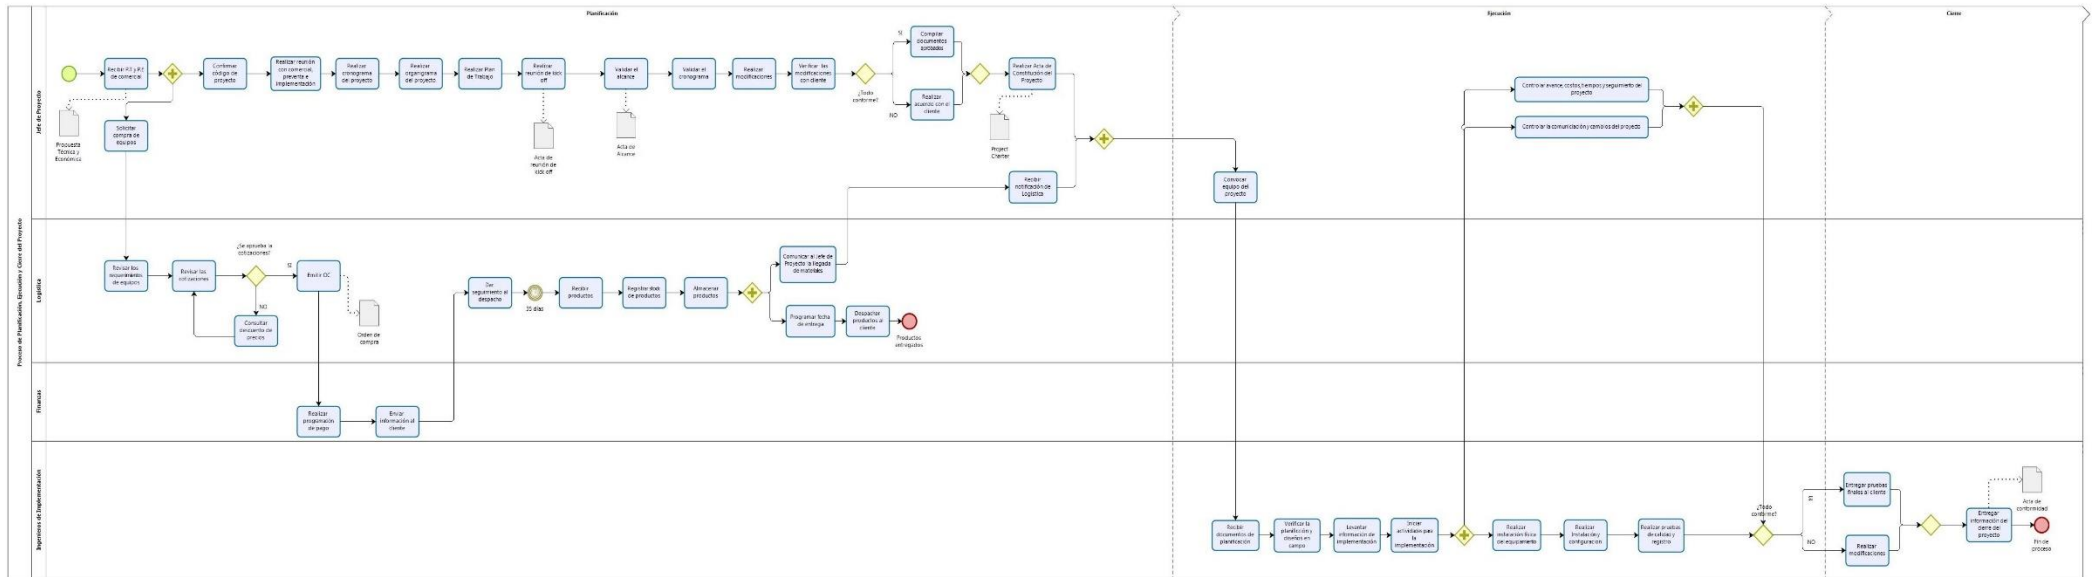 Planificación
Ejecución
Cierre
Proceso de Planificación, Ejecución y Cierre del Proyecto
Jefe de Proyecto
Recibir P.T y P.E
de comercial
Propuesta
Técnica y
Económica
Solicitar
compra de
equipos
Confirmar
código de
proyecto
Realizar reunión
con comercial,
preventa e
implementación
Realizar
cronograma
del proyecto
Realizar
organigrama
del proyecto
Realizar Plan
de Trabajo
Realizar
reunión de kick
off
Acta de
reunión de
kick off
Validar el
alcance
Acta de
Alcance
Validar el
cronograma
Realizar
modificaciones
Verificar las
modificaciones
con cliente
¿Todo
conforme?
SI
Compilar
documentos
aprobados
NO
Realizar
acuerdo con el
cliente
Realizar Acta de
Constitución del
Proyecto
Project
Charter
Recibir
notificación de
Logística
Convocar
equipo del
proyecto
Controlar avance, costos, tiempos y seguimiento del
proyecto
Controlar la comunicación y cambios del proyecto
Logística
Revisar los
requerimientos
de equipos
Revisar las
cotizaciones
¿Se aprueba la
cotizaciones?
SI
NO
Consultar
descuento de
precios
Emitir OC
Orden de
compra
Dar
seguimiento al
despacho
35 días
Recibir
productos
Registrar stock
de productos
Almacenar
productos
Comunicar al Jefe de
Proyecto la llegada
de materiales
Programar fecha
de entrega
Despachar
productos al
cliente
Productos
entregados
Finanzas
Realizar
programación
de pago
Enviar
información al
cliente
Ingenieros de Implementación
Recibir
documentos de
planificación
Verificar la
planificación y
diseños en
campo
Levantar
información de
implementación
Iniciar
actividades para
la
implementación
Realizar
instalación física
de equipamiento
Realizar
Instalación y
configuracion
Realizar pruebas
de calidad y
registro
¿Todo
conforme?
SI
NO
Entregar pruebas
finales al cliente
Realizar
modificaciones
Entregar
información de
cierre del
proyecto
Acta de
conformidad
Fin de
proceso